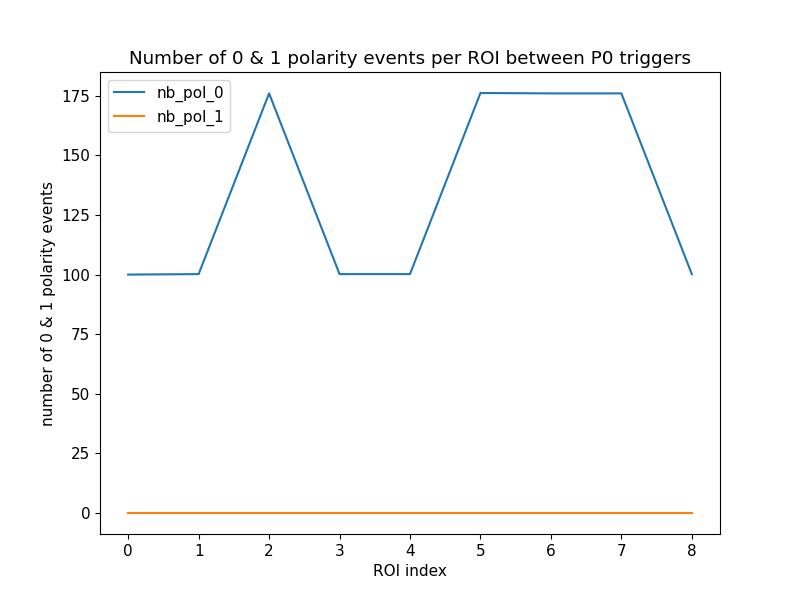 Number of 0 & 1 polarity events per ROI between P0 triggers
nb_pol_0
nb_pol_1
number of 0 & 1 polarity events
175
150
125
100
75
50
25
0
0 1 2 3 4 5 6 7 8
ROI index